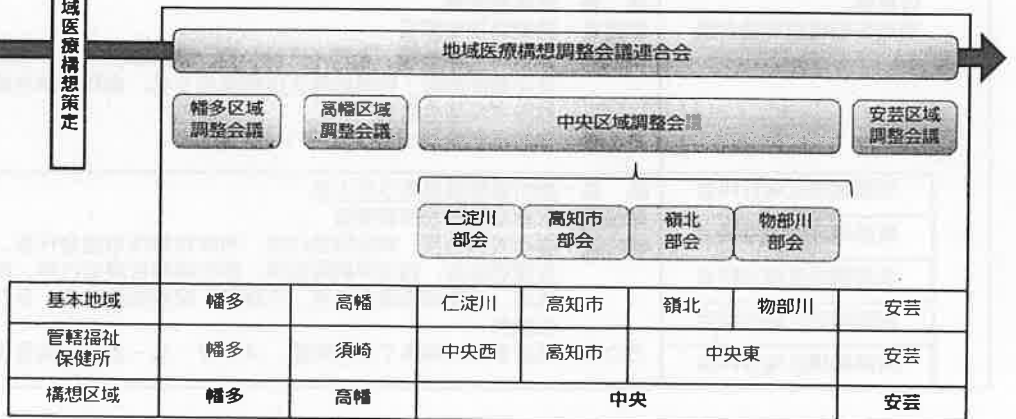 域医療構想策定
地域医療構想調整会議連合会
幡多区域
調整会議
高幡区域
調整会議
中央区域調整会議
安芸区域
調整会議
仁淀川
部会
高知市
部会
嶺北
部会
物部川
部会
基本地域 幡多 高幡 仁淀川 高知市 嶺北 物部川 安芸
管轄福祉
保健所 幡多 須崎 中央西 高知市 中央東 安芸
構想区域 幡多 高幡 中央 安芸